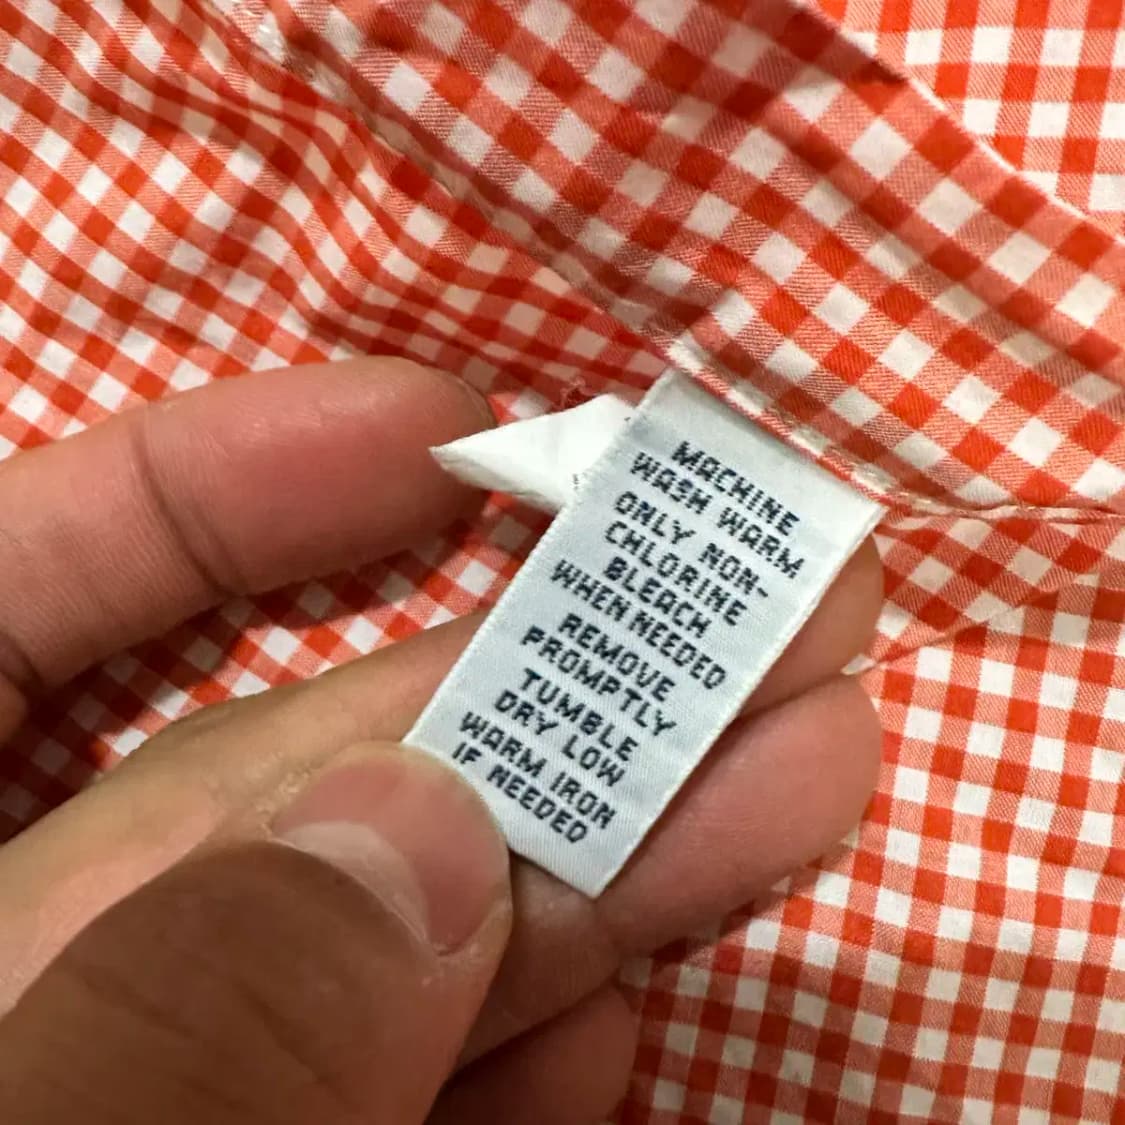 MACHINE
WASH WARM
ONLY NON-
CHLORINE
BLEACH
WHEN NEEDED
REMOVE
PROMPTLY
TUMBLE
DRY LOW
WARM IRON
IF NEEDED